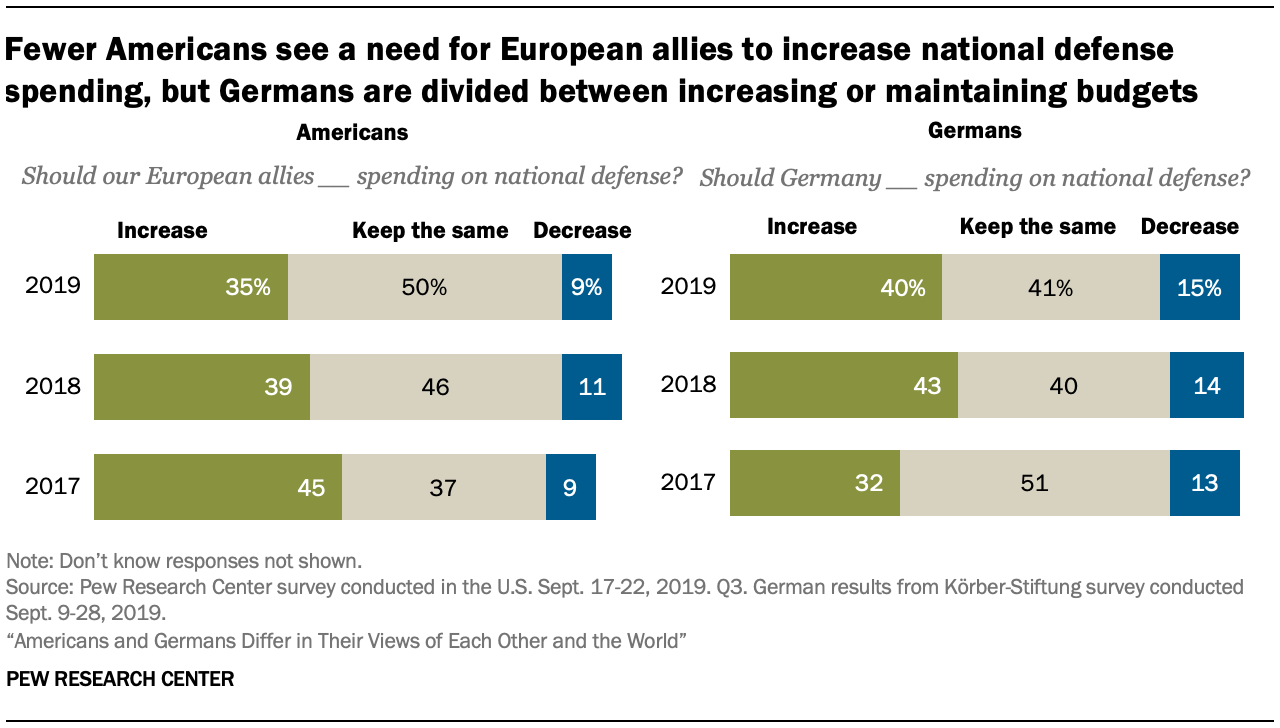 Fewer Americans see a need for European allies to increase national defense
spending, but Germans are divided between increasing or maintaining budgets
Americans
Should our European allies __ spending on national defense?
Increase Keep the same Decrease
2019 35% 50% 9%
2018 39 46 11
2017 45 37 9
Germans
Should Germany __ spending on national defense?
Increase Keep the same Decrease
2019 40% 41% 15%
2018 43 40 14
2017 32 51 13
Note: Don’t know responses not shown.
Source: Pew Research Center survey conducted in the U.S. Sept. 17-22, 2019. Q3. German results from Körber-Stiftung survey conducted
Sept. 9-28, 2019.
“Americans and Germans Differ in Their Views of Each Other and the World”
PEW RESEARCH CENTER